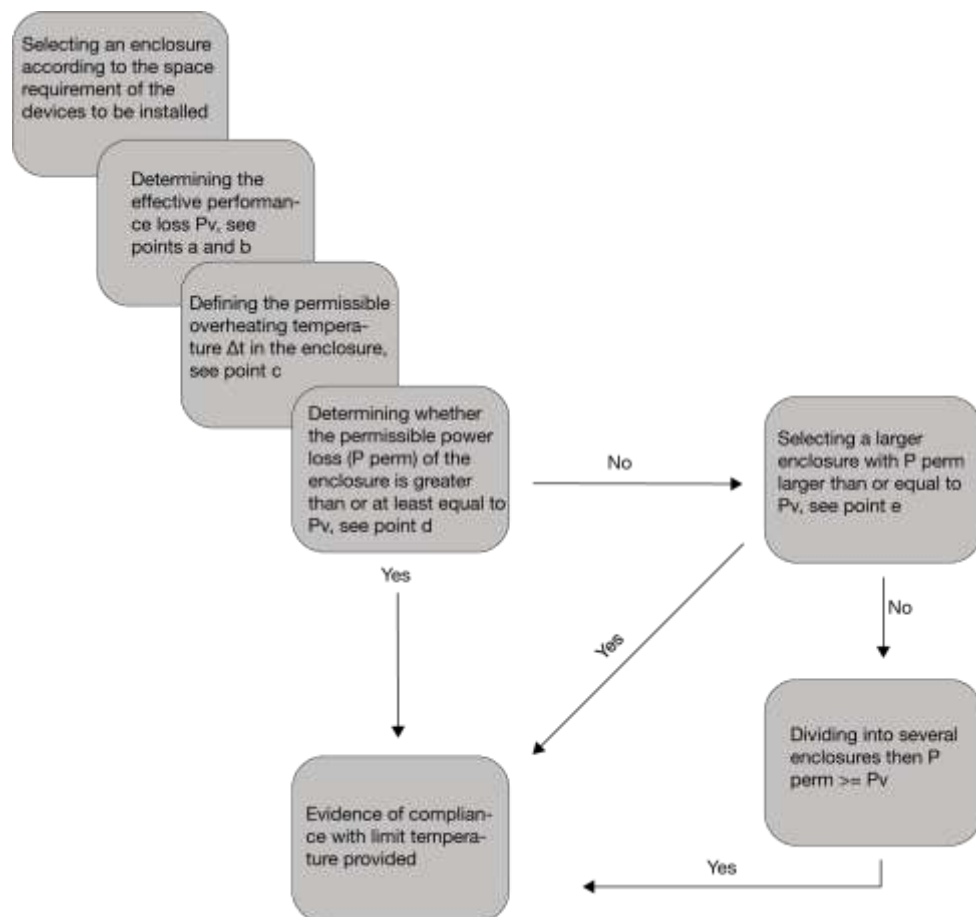 Selecting an enclosure
according to the space
requirement of the
devices to be installed
Determining the
effective performan-
ce loss Pv, see
points a and b
Defining the permissible
overheating tempera-
ture Δt in the enclosure,
see point c
Determining whether
the permissible power
loss (P perm) of the
enclosure is greater
than or at least equal to
Pv, see point d
No
Selecting a larger
enclosure with P perm
larger than or equal to
Pv, see point e
Yes
Yes
No
Dividing into several
enclosures then P
perm >= Pv
Evidence of complian-
ce with limit tempera-
ture provided
Yes